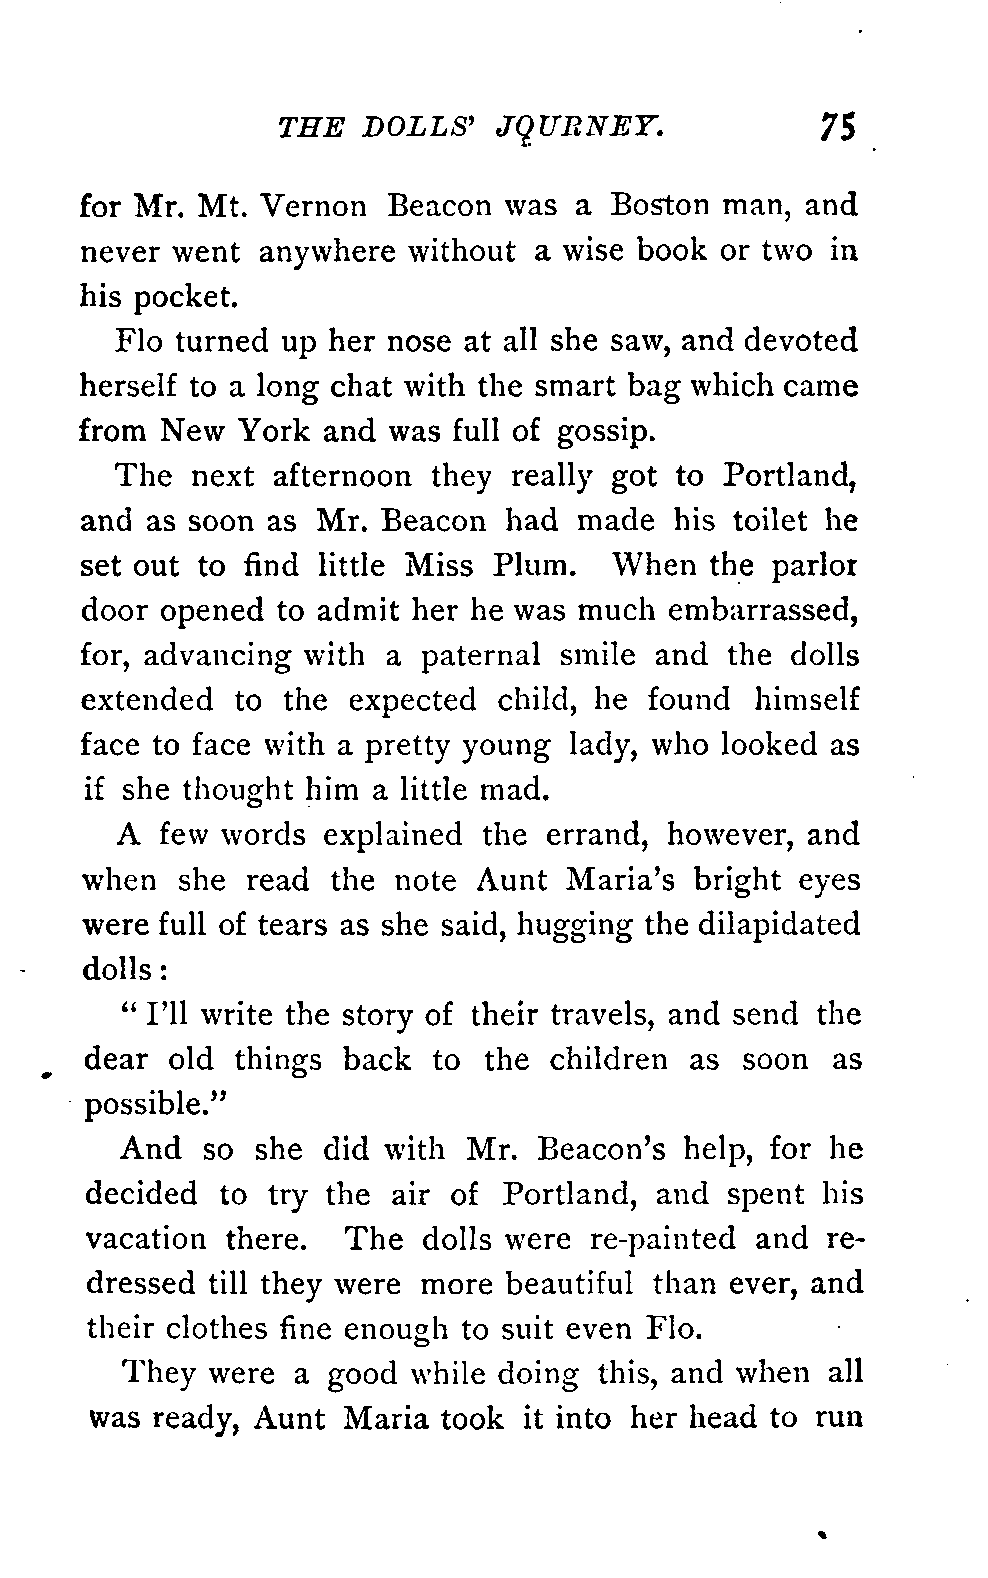 THE DOLLS' JOURNEY. 75
for Mr. Mt. Vernon Beacon was a Boston man, and
never went anywhere without a wise book or two in
his pocket.
Flo turned up her nose at all she saw, and devoted
herself to a long chat with the smart bag which came
from New York and was full of gossip.
The next afternoon they really got to Portland,
and as soon as Mr. Beacon had made his toilet he
set out to find little Miss Plum. When the parlor
door opened to admit her he was much embarrassed,
for, advancing with a paternal smile and the dolls
extended to the expected child, he found himself
face to face with a pretty young lady, who looked as
if she thought him a little mad.
A few words explained the errand, however, and
when she read the note Aunt Maria's bright eyes
were full of tears as she said, hugging the dilapidated
dolls:
"I'll write the story of their travels, and send the
dear old things back to the children as soon as
possible."
And so she did with Mr. Beacon's help, for he
decided to try the air of Portland, and spent his
vacation there. The dolls were re-painted and re-
dressed till they were more beautiful than ever, and
their clothes fine enough to suit even Flo.
They were a good while doing this, and when all
was ready, Aunt Maria took it into her head to run